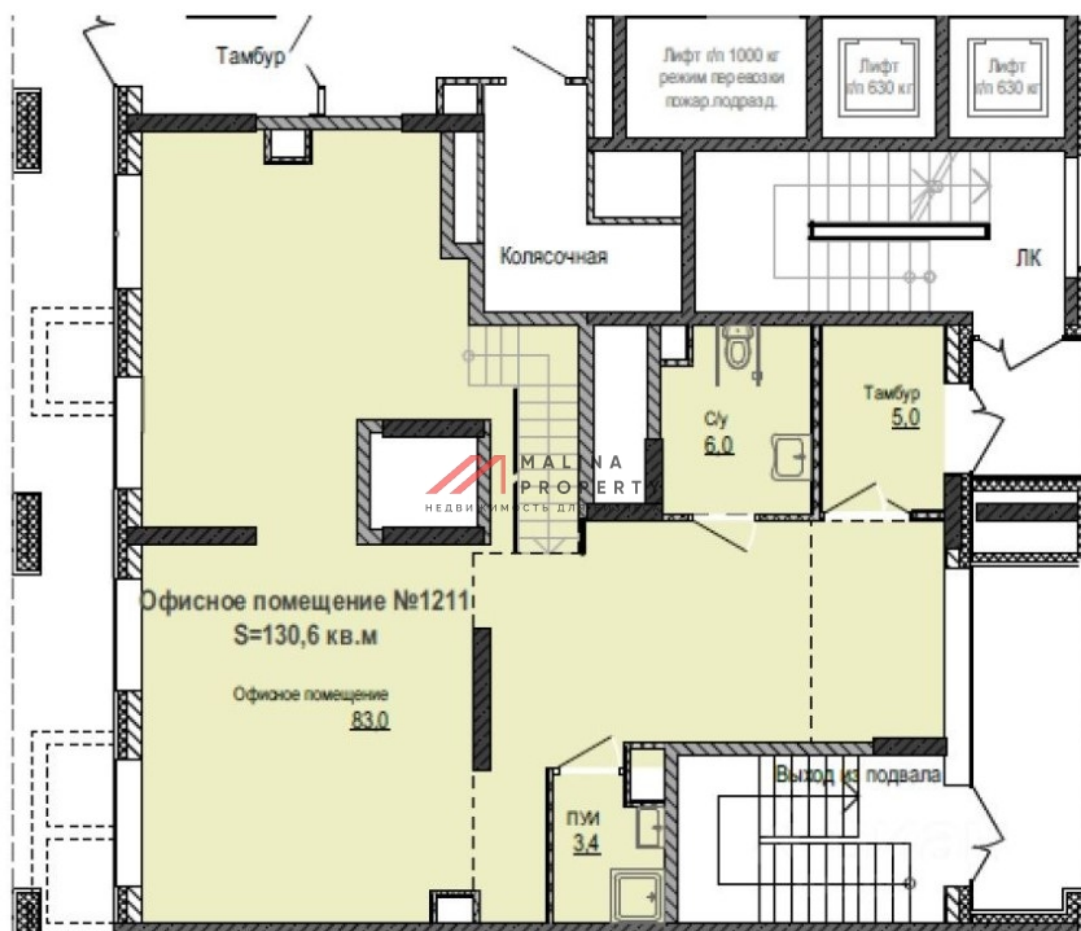 Тамбур
Лифт г/п 1000 кг
режим перевозки
пожар.подразд.
Лифт
г/п 630 кг
Лифт
г/п 630 кг
Колясочная
ЛК
Тамбур
5,0
С/у
6,0
MALINA
PROPERTY
НЕДВИЖИМОСТЬ ДЛЯ
Офисное помещение №1211
S=130,6 кв.м
Офисное помещение
83,0
Выход из подвала
ПУИ
3,4